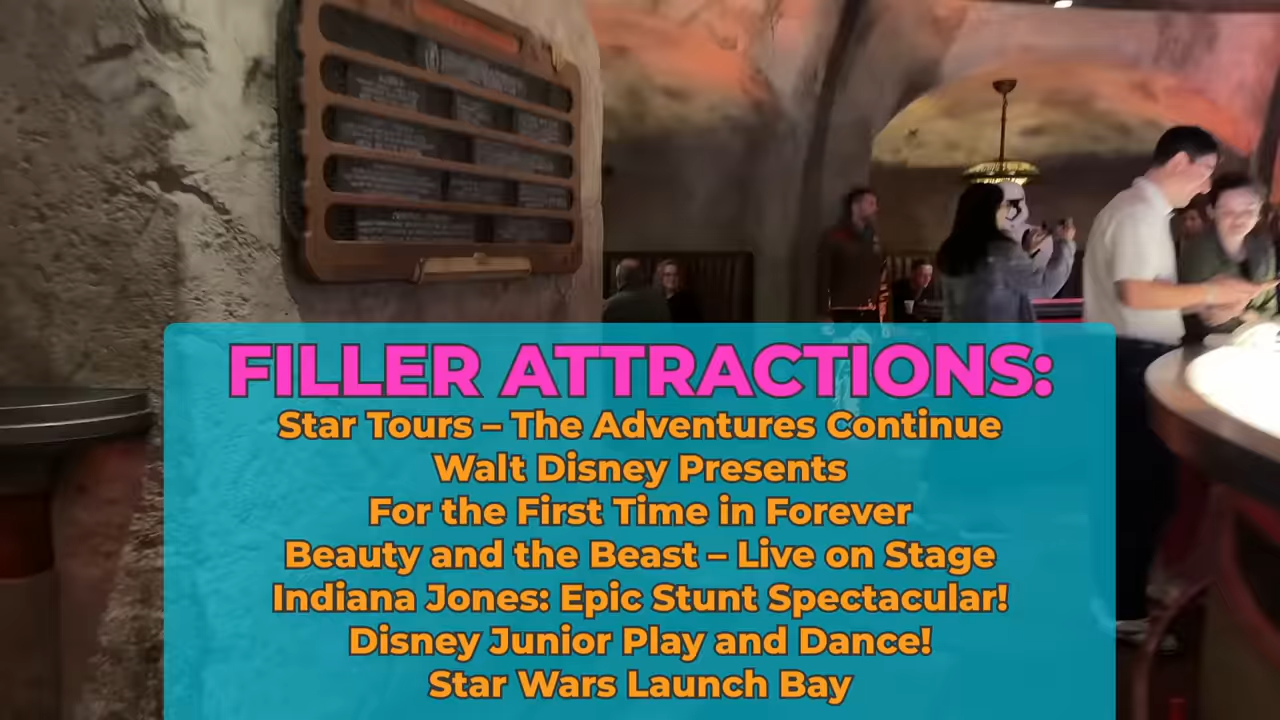 FILLER ATTRACTIONS:
Star Tours – The Adventures Continue
Walt Disney Presents
For the First Time in Forever
Beauty and the Beast – Live on Stage
Indiana Jones: Epic Stunt Spectacular!
Disney Junior Play and Dance!
Star Wars Launch Bay